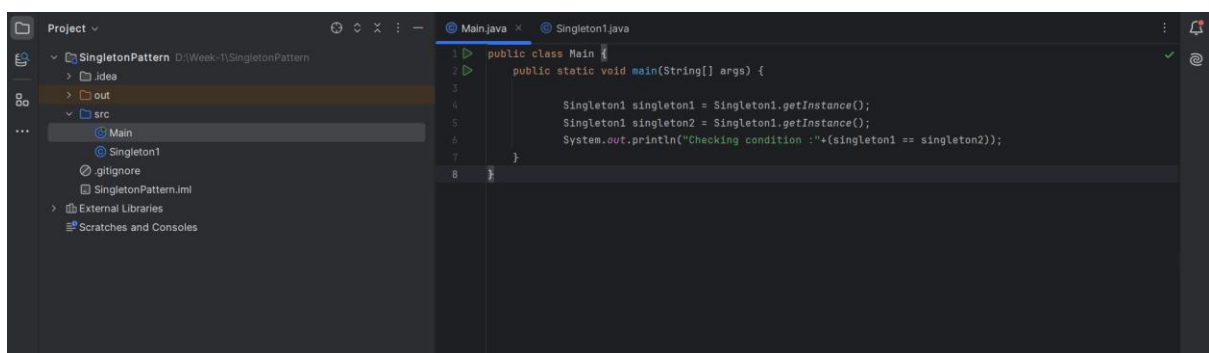 Project
SingletonPattern D:\Week-1\SingletonPattern
.idea
out
src
Main
Singleton1
.gitignore
SingletonPattern.iml
External Libraries
Scratches and Consoles
Main.java
Singleton1.java
1 public class Main {
2 public static void main(String[] args) {
3
4 Singleton1 singleton1 = Singleton1.getInstance();
5 Singleton1 singleton2 = Singleton1.getInstance();
6 System.out.println("Checking condition :"+(singleton1 == singleton2));
7 }
8 }